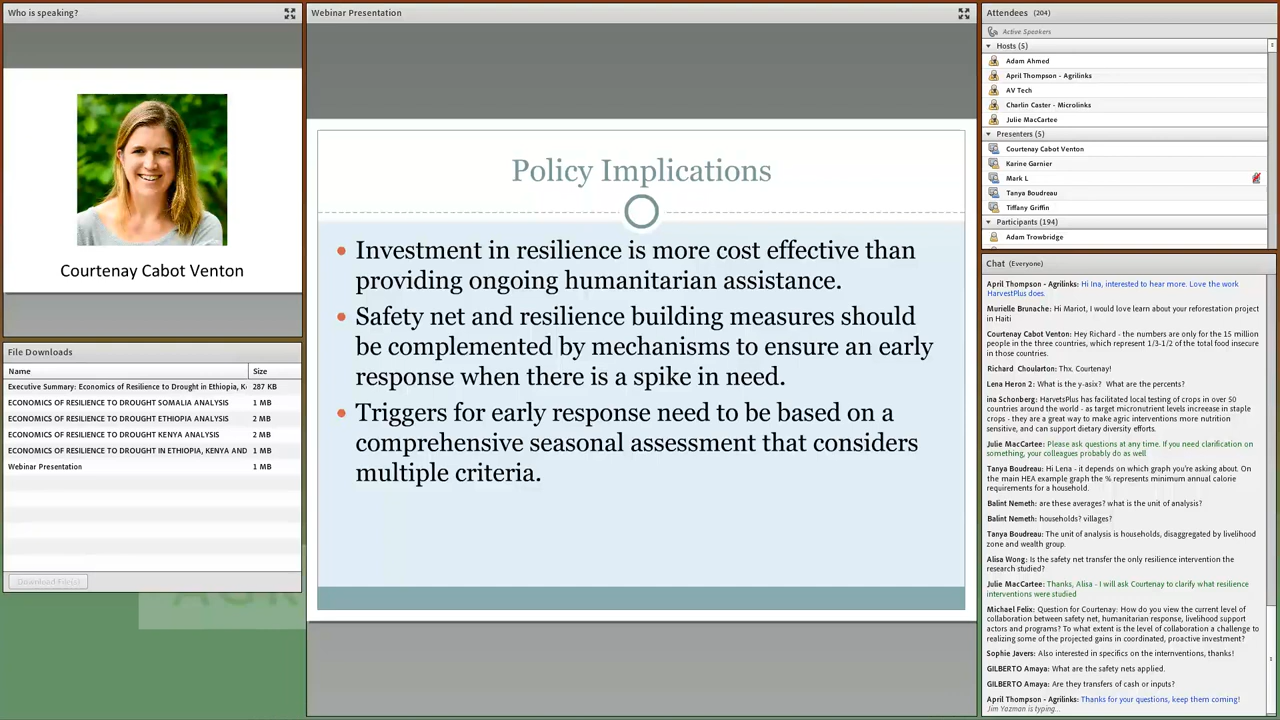 Who is speaking?
Courtenay Cabot Venton
File Downloads
Name Size
Executive Summary: Economics of Resilience to Drought in Ethiopia, K 287 KB
ECONOMICS OF RESILIENCE TO DROUGHT SOMALIA ANALYSIS 1 MB
ECONOMICS OF RESILIENCE TO DROUGHT ETHIOPIA ANALYSIS 2 MB
ECONOMICS OF RESILIENCE TO DROUGHT KENYA ANALYSIS 2 MB
ECONOMICS OF RESILIENCE TO DROUGHT IN ETHIOPIA, KENYA AND 1 MB
Webinar Presentation 1 MB
Download File(s)
Webinar Presentation
Policy Implications
• Investment in resilience is more cost effective than
providing ongoing humanitarian assistance.
• Safety net and resilience building measures should
be complemented by mechanisms to ensure an early
response when there is a spike in need.
• Triggers for early response need to be based on a
comprehensive seasonal assessment that considers
multiple criteria.
Attendees (204)
Active Speakers
Hosts (5)
Adam Ahmed
April Thompson - Agrilinks
AV Tech
Charlin Caster - Microlinks
Julie MacCartee
Presenters (5)
Courtenay Cabot Venton
Karine Garnier
Mark L
Tanya Boudreau
Tiffany Griffin
Participants (194)
Adam Trowbridge
Chat (Everyone)
April Thompson - Agrilinks: Hi Ina, interested to hear more. Love the work
HarvestPlus does.
Murielle Brunache: Hi Mariot, I would love learn about your reforestation project
in Haiti
Courtenay Cabot Venton: Hey Richard - the numbers are only for the 15 million
people in the three countries, which represent 1/3-1/2 of the total food insecure
in those countries.
Richard Choularton: Thx. Courtenay!
Lena Heron 2: What is the y-asix? What are the percents?
ina Schonberg: HarvetsPlus has facilitated local testing of crops in over 50
countries around the world - as target micronutrient levels increase in staple
crops - they are a great way to make agric interventions more nutrition
sensitive, and can support dietary diversity efforts.
Julie MacCartee: Please ask questions at any time. If you need clarification on
something, your colleagues probably do as well
Tanya Boudreau: Hi Lena - it depends on which graph you're asking about. On
the main HEA example graph the % represents minimum annual calorie
requirements for a household.
Balint Nemeth: are these averages? what is the unit of analysis?
Balint Nemeth: households? villages?
Tanya Boudreau: The unit of analysis is households, disaggregated by livelihood
zone and wealth group.
Alisa Wong: Is the safety net transfer the only resilience intervention the
research studied?
Julie MacCartee: Thanks, Alisa - I will ask Courtenay to clarify what resilience
interventions were studied
Michael Felix: Question for Courtenay: How do you view the current level of
collaboration between safety net, humanitarian response, livelihood support
actors and programs? To what extent is the level of collaboration a challenge to
realizing some of the projected gains in coordinated, proactive investment?
Sophie Javers: Also interested in specifics on the internventions, thanks!
GILBERTO Amaya: What are the safety nets applied.
GILBERTO Amaya: Are they transfers of cash or inputs?
April Thompson - Agrilinks: Thanks for your questions, keep them coming!
Jim Yazman is typing...